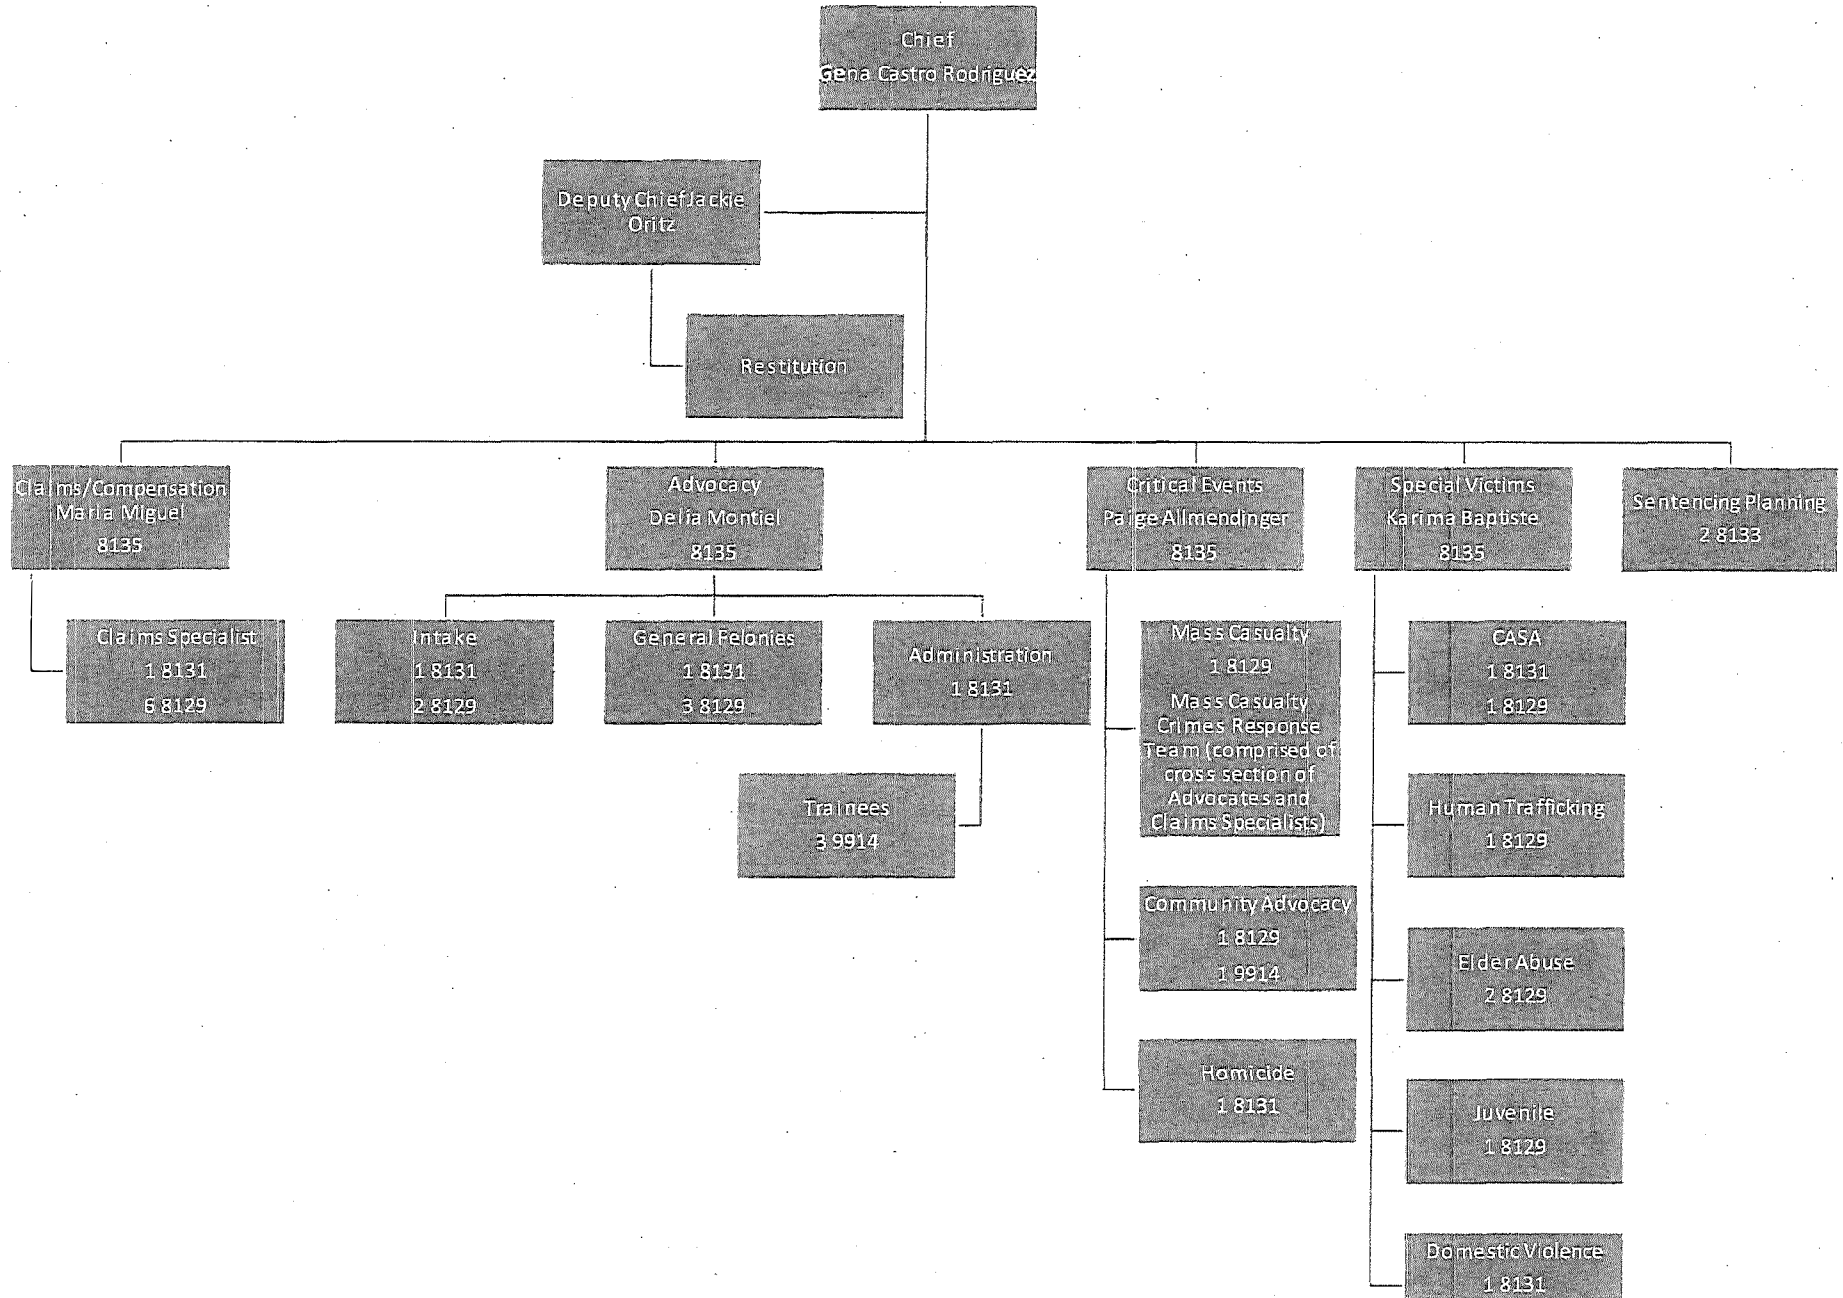 Chief
Gena Castro Rodriguez
Deputy Chief Jackie
Oritz
Restitution
Claims/Compensation
Maria Miguel
8135
Advocacy
Delia Montiel
8135
Critical Events
Paige Allmendinger
8135
Special Victims
Karima Baptiste
8135
Sentencing Planning
2 8133
Claims Specialist
1 8131
6 8129
Intake
1 8131
2 8129
General Felonies
1 8131
3 8129
Administration
1 8131
Trainees
3 9914
Mass Casualty
1 8129
Mass Casualty
Crimes Response
Team (comprised of
cross section of
Advocates and
Claims Specialists)
Community Advocacy
1 8129
1 9914
Homicide
1 8131
CASA
1 8131
1 8129
Human Trafficking
1 8129
Elder Abuse
2 8129
Juvenile
1 8129
Domestic Violence
1 8131